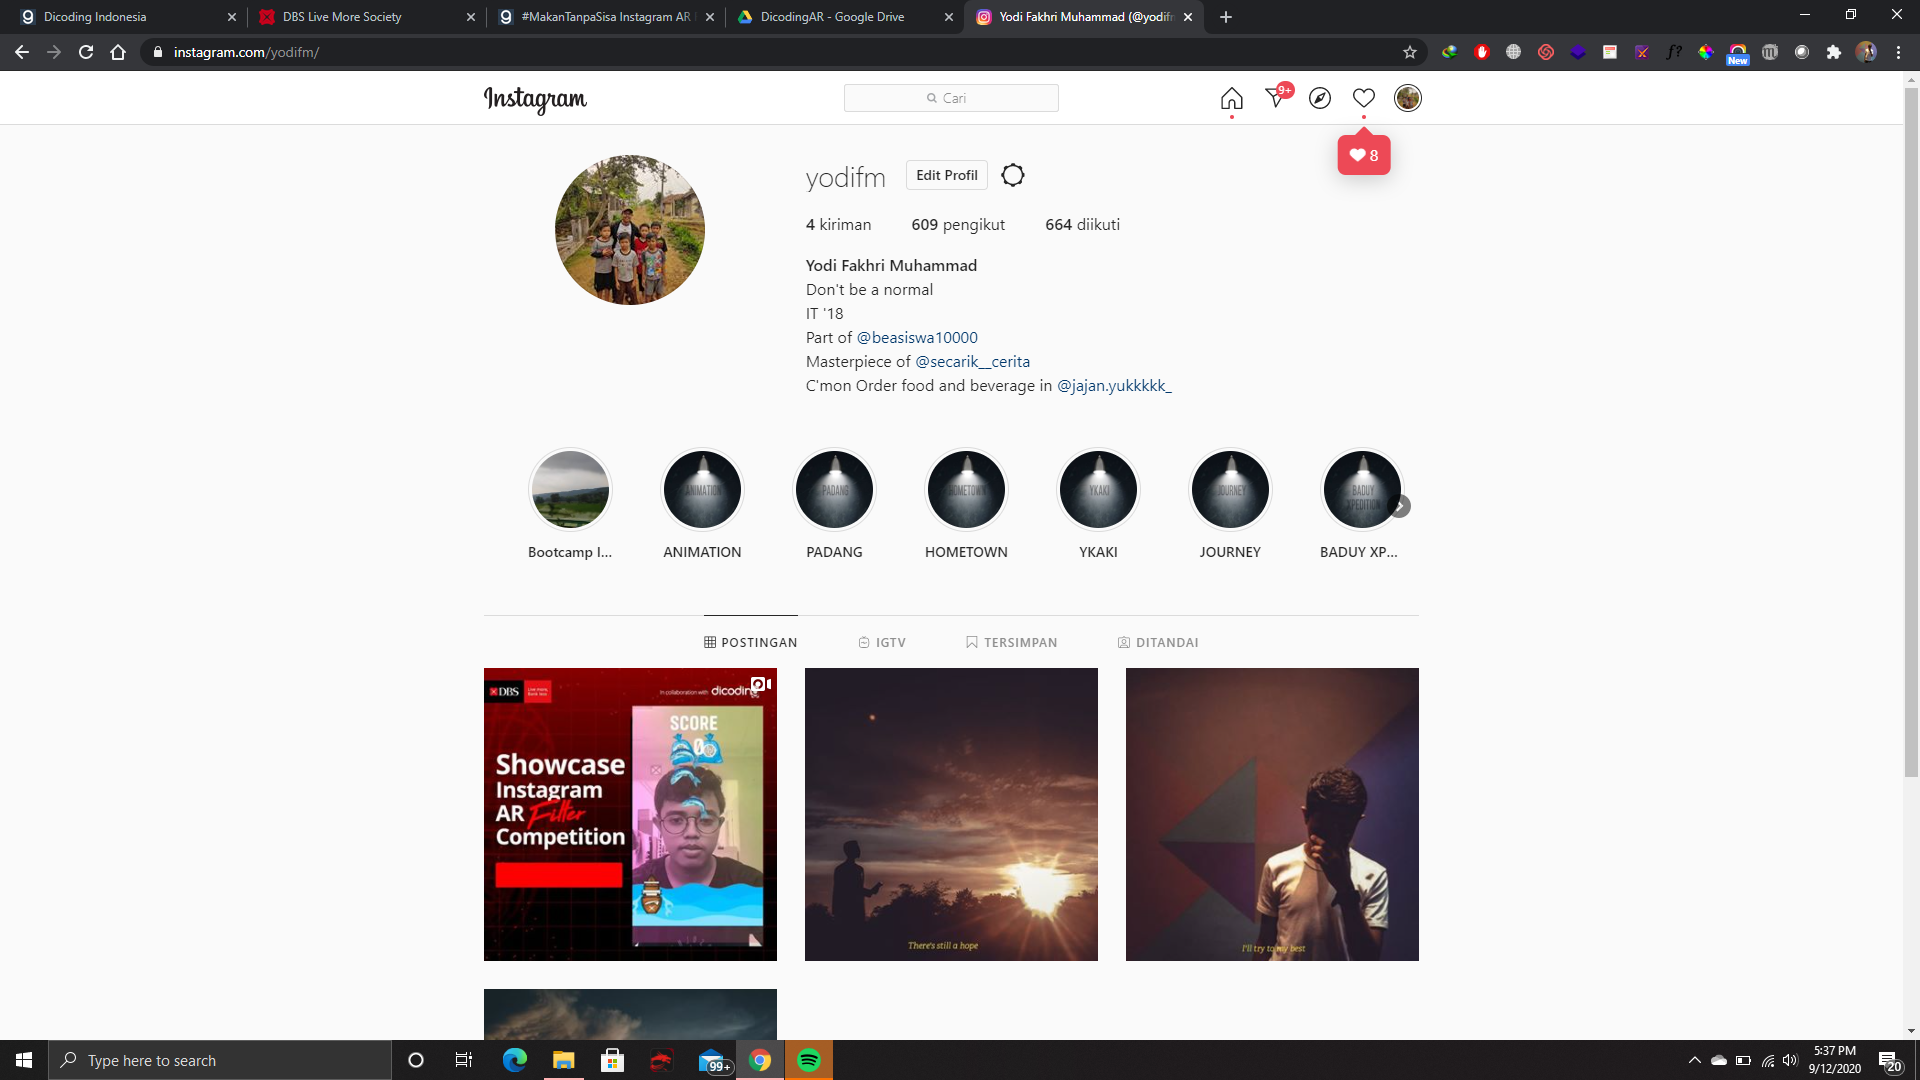 Dicoding Indonesia
DBS Live More Society
#MakanTanpaSisa Instagram AR
DicodingAR - Google Drive
Yodi Fakhri Muhammad (@yodifm
instagram.com/yodifm/
New
Instagram
Cari
9+
8
yodifm
Edit Profil
4 kiriman 609 pengikut 664 diikuti
Yodi Fakhri Muhammad
Don't be a normal
IT '18
Part of @beasiswa10000
Masterpiece of @secarik__cerita
C'mon Order food and beverage in @jajan.yukkkkk_
ANIMATION
PADANG
HOMETOWN
YKAKI
JOURNEY
BADUY
XPEDITION
Bootcamp I...
ANIMATION
PADANG
HOMETOWN
YKAKI
JOURNEY
BADUY XP...
POSTINGAN
IGTV
TERSIMPAN
DITANDAI
DBS
In collaboration with dicoding
SCORE
0
Showcase
Instagram
AR Filter
Competition
There's still a hope
I'll try to my best
Type here to search
99+
5:37 PM
9/12/2020
20